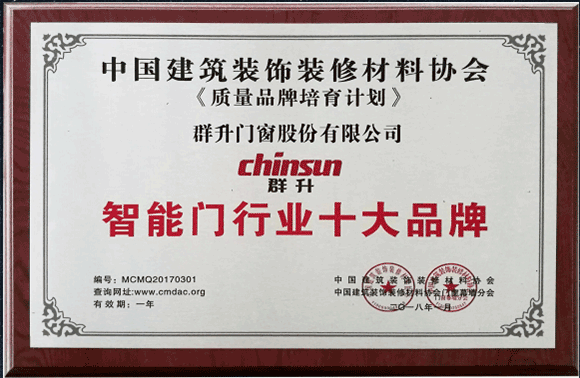 中国建筑装饰装修材料协会
《质量品牌培育计划》
群升门窗股份有限公司
chinsun
群升
智能门行业十大品牌
编号：MCMQ20170301
查询网址:www.cmdac.org
有效期：一年
中国建筑装饰装修材料协会
中国建筑装饰装修材料协会门窗幕墙分会
二〇一八年一月